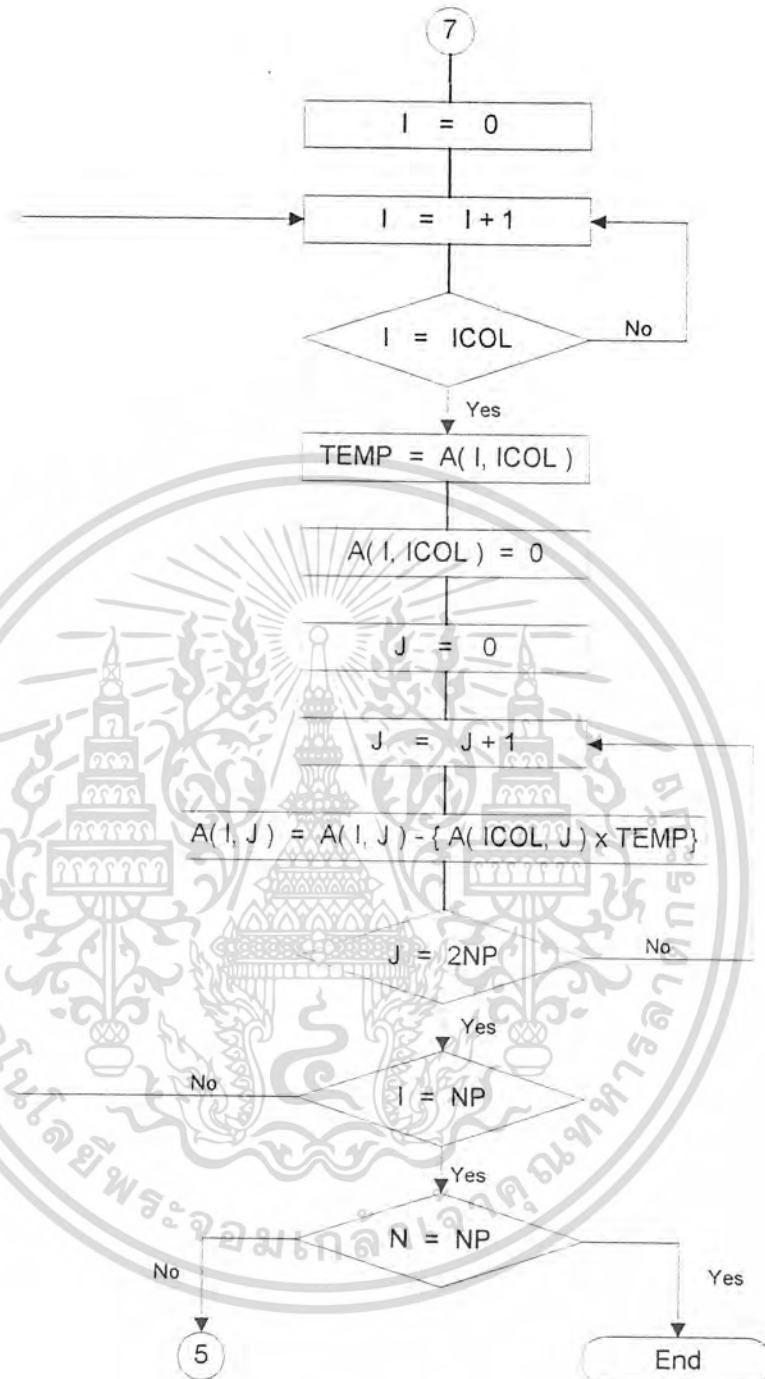 7
I = 0
I = I + 1
I = ICOL
No
Yes
TEMP = A( I, ICOL )
A( I, ICOL ) = 0
J = 0
J = J + 1
A( I, J ) = A( I, J ) - { A( ICOL, J ) x TEMP}
J = 2NP
No
Yes
I = NP
No
Yes
N = NP
No
Yes
5
End